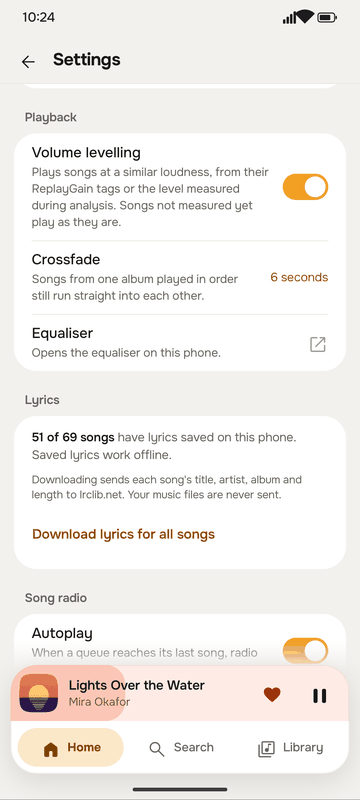 10:24
Settings
Playback
Volume levelling
Plays songs at a similar loudness, from their
ReplayGain tags or the level measured
during analysis. Songs not measured yet
play as they are.
Crossfade
Songs from one album played in order
still run straight into each other.
6 seconds
Equaliser
Opens the equaliser on this phone.
Lyrics
51 of 69 songs have lyrics saved on this phone.
Saved lyrics work offline.
Downloading sends each song's title, artist, album and
length to lrclib.net. Your music files are never sent.
Download lyrics for all songs
Song radio
Autoplay
When a queue reaches its last song, radio
Lights Over the Water
Mira Okafor
Home
Search
Library